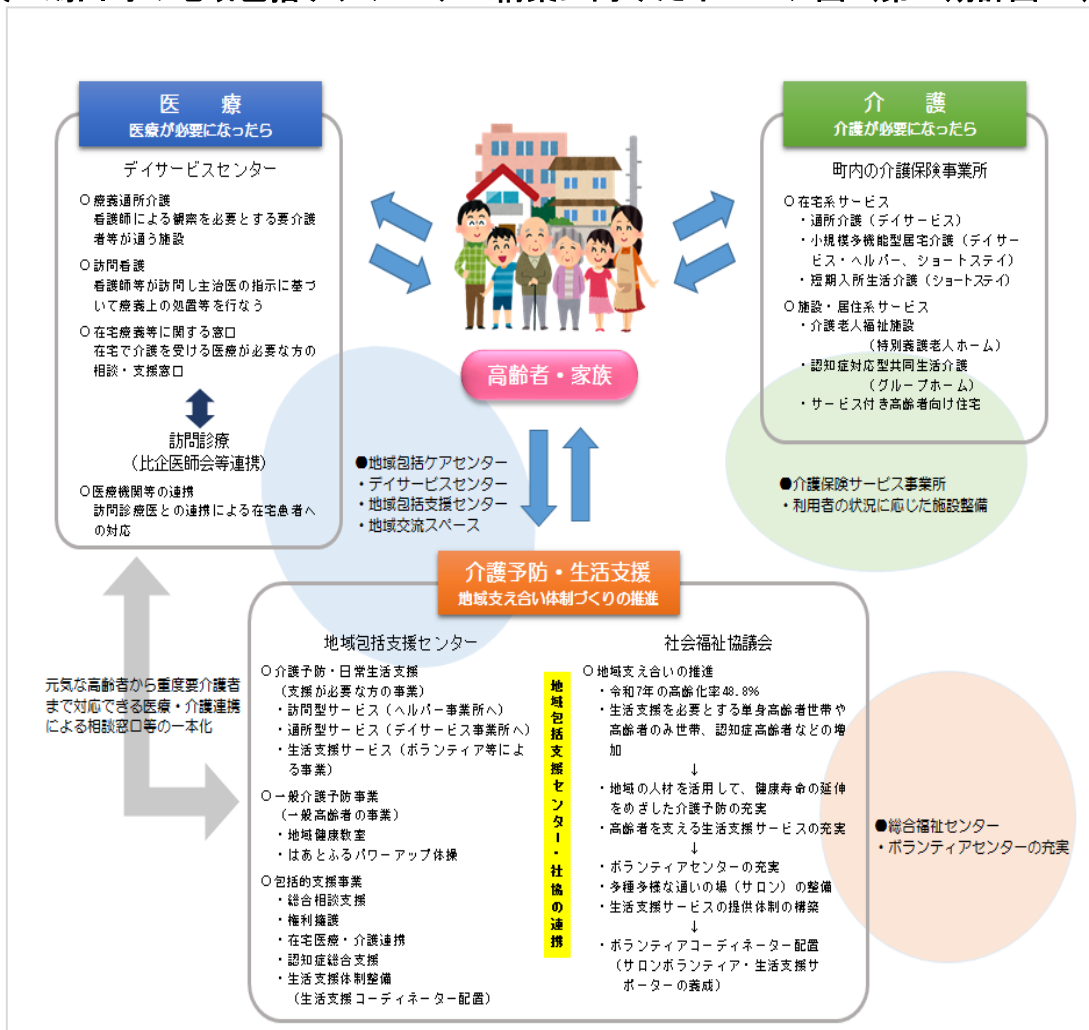 医　療
医療が必要になったら
デイサービスセンター
○療養通所介護
看護師による観察を必要とする要介護
者等が通う施設
○訪問看護
看護師等が訪問し主治医の指示に基づ
いて療養上の処置等を行なう
○在宅療養等に関する窓口
在宅で介護を受ける医療が必要な方の
相談・支援窓口
訪問診療
（比企医師会等連携）
○医療機関等の連携
訪問診療医との連携による在宅患者へ
の対応
高齢者・家族
介　護
介護が必要になったら
町内の介護保険事業所
○在宅系サービス
・通所介護（デイサービス）
・小規模多機能型居宅介護（デイサー
ビス・ヘルパー、ショートステイ）
・短期入所生活介護（ショートステイ）
○施設・居住系サービス
・介護老人福祉施設
（特別養護老人ホーム）
・認知症対応型共同生活介護
（グループホーム）
・サービス付き高齢者向け住宅
●地域包括ケアセンター
・デイサービスセンター
・地域包括支援センター
・地域交流スペース
●介護保険サービス事業所
・利用者の状況に応じた施設整備
元気な高齢者から重度要介護者
まで対応できる医療・介護連携
による相談窓口等の一本化
介護予防・生活支援
地域支え合い体制づくりの推進
地域包括支援センター
○介護予防・日常生活支援
（支援が必要な方の事業）
・訪問型サービス（ヘルパー事業所へ）
・通所型サービス（デイサービス事業所へ）
・生活支援サービス（ボランティア等によ
る事業）
○一般介護予防事業
（一般高齢者の事業）
・地域健康教室
・はあとふるパワーアップ体操
○包括的支援事業
・総合相談支援
・権利擁護
・在宅医療・介護連携
・認知症総合支援
・生活支援体制整備
（生活支援コーディネーター配置）
地域包括支援センター・社協の連携
社会福祉協議会
○地域支え合いの推進
・令和7年の高齢化率48.8%
・生活支援を必要とする単身高齢者世帯や
高齢者のみ世帯、認知症高齢者などの増
加
↓
・地域の人材を活用して、健康寿命の延伸
をめざした介護予防の充実
・高齢者を支える生活支援サービスの充実
↓
・ボランティアセンターの充実
・多種多様な通いの場（サロン）の整備
・生活支援サービスの提供体制の構築
↓
・ボランティアコーディネーター配置
（サロンボランティア・生活支援サ
ポーターの養成）
●総合福祉センター
・ボランティアセンターの充実